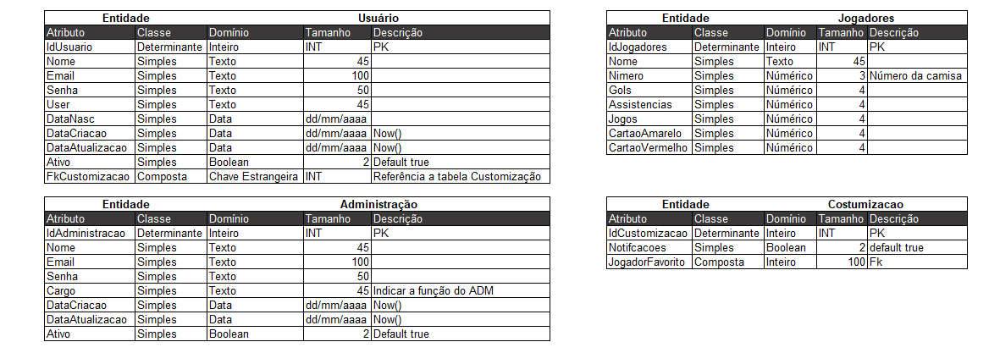 Entidade Usuário
Atributo Classe Domínio Tamanho Descrição
IdUsuario Determinante Inteiro INT PK
Nome Simples Texto 45
Email Simples Texto 100
Senha Simples Texto 50
User Simples Texto 45
DataNasc Simples Data dd/mm/aaaa
DataCriacao Simples Data dd/mm/aaaa Now()
DataAtualizacao Simples Data dd/mm/aaaa Now()
Ativo Simples Boolean 2 Default true
FkCustomizacao Composta Chave Estrangeira INT Referência a tabela Customização
Entidade Jogadores
Atributo Classe Domínio Tamanho Descrição
IdJogadores Determinante Inteiro INT PK
Nome Simples Texto 45
Nimero Simples Númérico 3 Número da camisa
Gols Simples Númérico 4
Assistencias Simples Númérico 4
Jogos Simples Númérico 4
CartaoAmarelo Simples Númérico 4
CartaoVermelho Simples Númérico 4
Entidade Administração
Atributo Classe Domínio Tamanho Descrição
IdAdministracao Determinante Inteiro INT PK
Nome Simples Texto 45
Email Simples Texto 100
Senha Simples Texto 50
Cargo Simples Texto 45 Indicar a função do ADM
DataCriacao Simples Data dd/mm/aaaa Now()
DataAtualizacao Simples Data dd/mm/aaaa Now()
Ativo Simples Boolean 2 Default true
Entidade Costumizacao
Atributo Classe Domínio Tamanho Descrição
IdCustomizacao Determinante Inteiro INT PK
Notifcacoes Simples Boolean 2 default true
JogadorFavorito Composta Inteiro 100 Fk